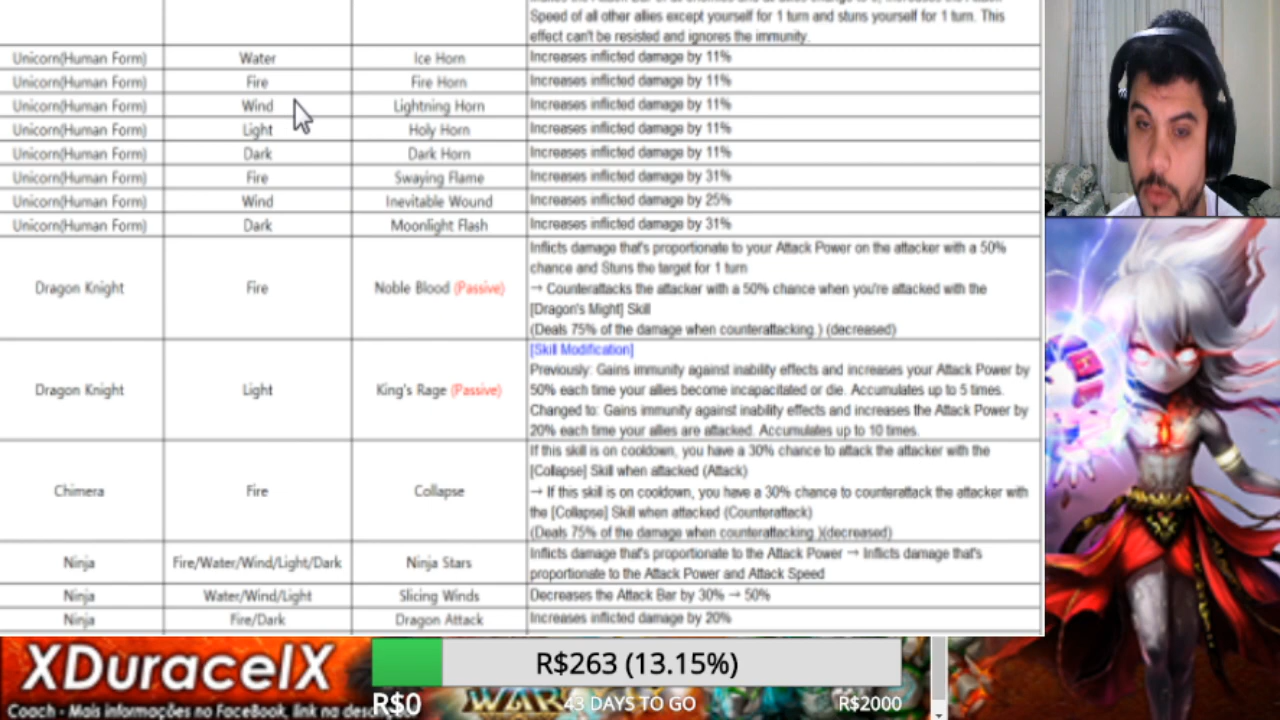 Speed of all other allies except yourself for 1 turn and stuns yourself for 1 turn. This
effect can't be resisted and ignores the immunity.
Unicorn(Human Form) Water Ice Horn Increases inflicted damage by 11%
Unicorn(Human Form) Fire Fire Horn Increases inflicted damage by 11%
Unicorn(Human Form) Wind Lightning Horn Increases inflicted damage by 11%
Unicorn(Human Form) Light Holy Horn Increases inflicted damage by 11%
Unicorn(Human Form) Dark Dark Horn Increases inflicted damage by 11%
Unicorn(Human Form) Fire Swaying Flame Increases inflicted damage by 31%
Unicorn(Human Form) Wind Inevitable Wound Increases inflicted damage by 25%
Unicorn(Human Form) Dark Moonlight Flash Increases inflicted damage by 31%
Dragon Knight Fire Noble Blood (Passive)
Inflicts damage that's proportionate to your Attack Power on the attacker with a 50%
chance and Stuns the target for 1 turn
→ Counterattacks the attacker with a 50% chance when you're attacked with the
[Dragon's Might] Skill
(Deals 75% of the damage when counterattacking.) (decreased)
Dragon Knight Light King's Rage (Passive)
[Skill Modification]
Previously: Gains immunity against inability effects and increases your Attack Power by
50% each time your allies become incapacitated or die. Accumulates up to 5 times.
Changed to: Gains immunity against inability effects and increases the Attack Power by
20% each time your allies are attacked. Accumulates up to 10 times.
Chimera Fire Collapse
If this skill is on cooldown, you have a 30% chance to attack the attacker with the
[Collapse] Skill when attacked (Attack)
→ If this skill is on cooldown, you have a 30% chance to counterattack the attacker with
the [Collapse] Skill when attacked (Counterattack)
(Deals 75% of the damage when counterattacking.)(decreased)
Ninja Fire/Water/Wind/Light/Dark Ninja Stars
Inflicts damage that's proportionate to the Attack Power → Inflicts damage that's
proportionate to the Attack Power and Attack Speed
Ninja Water/Wind/Light Slicing Winds Decreases the Attack Bar by 30% → 50%
Ninja Fire/Dark Dragon Attack Increases inflicted damage by 20%
XDuracelX
Coach - Mais informações no FaceBook, link na
R$263 (13.15%)
R$0 43 DAYS TO GO R$2000